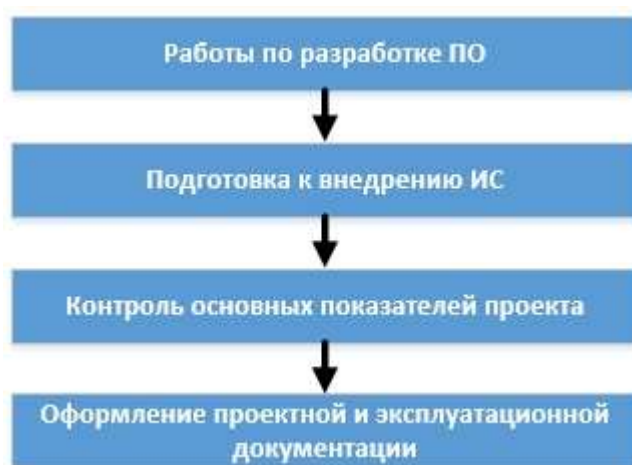 Работы по разработке ПО
Подготовка к внедрению ИС
Контроль основных показателей проекта
Оформление проектной и эксплуатационной
документации